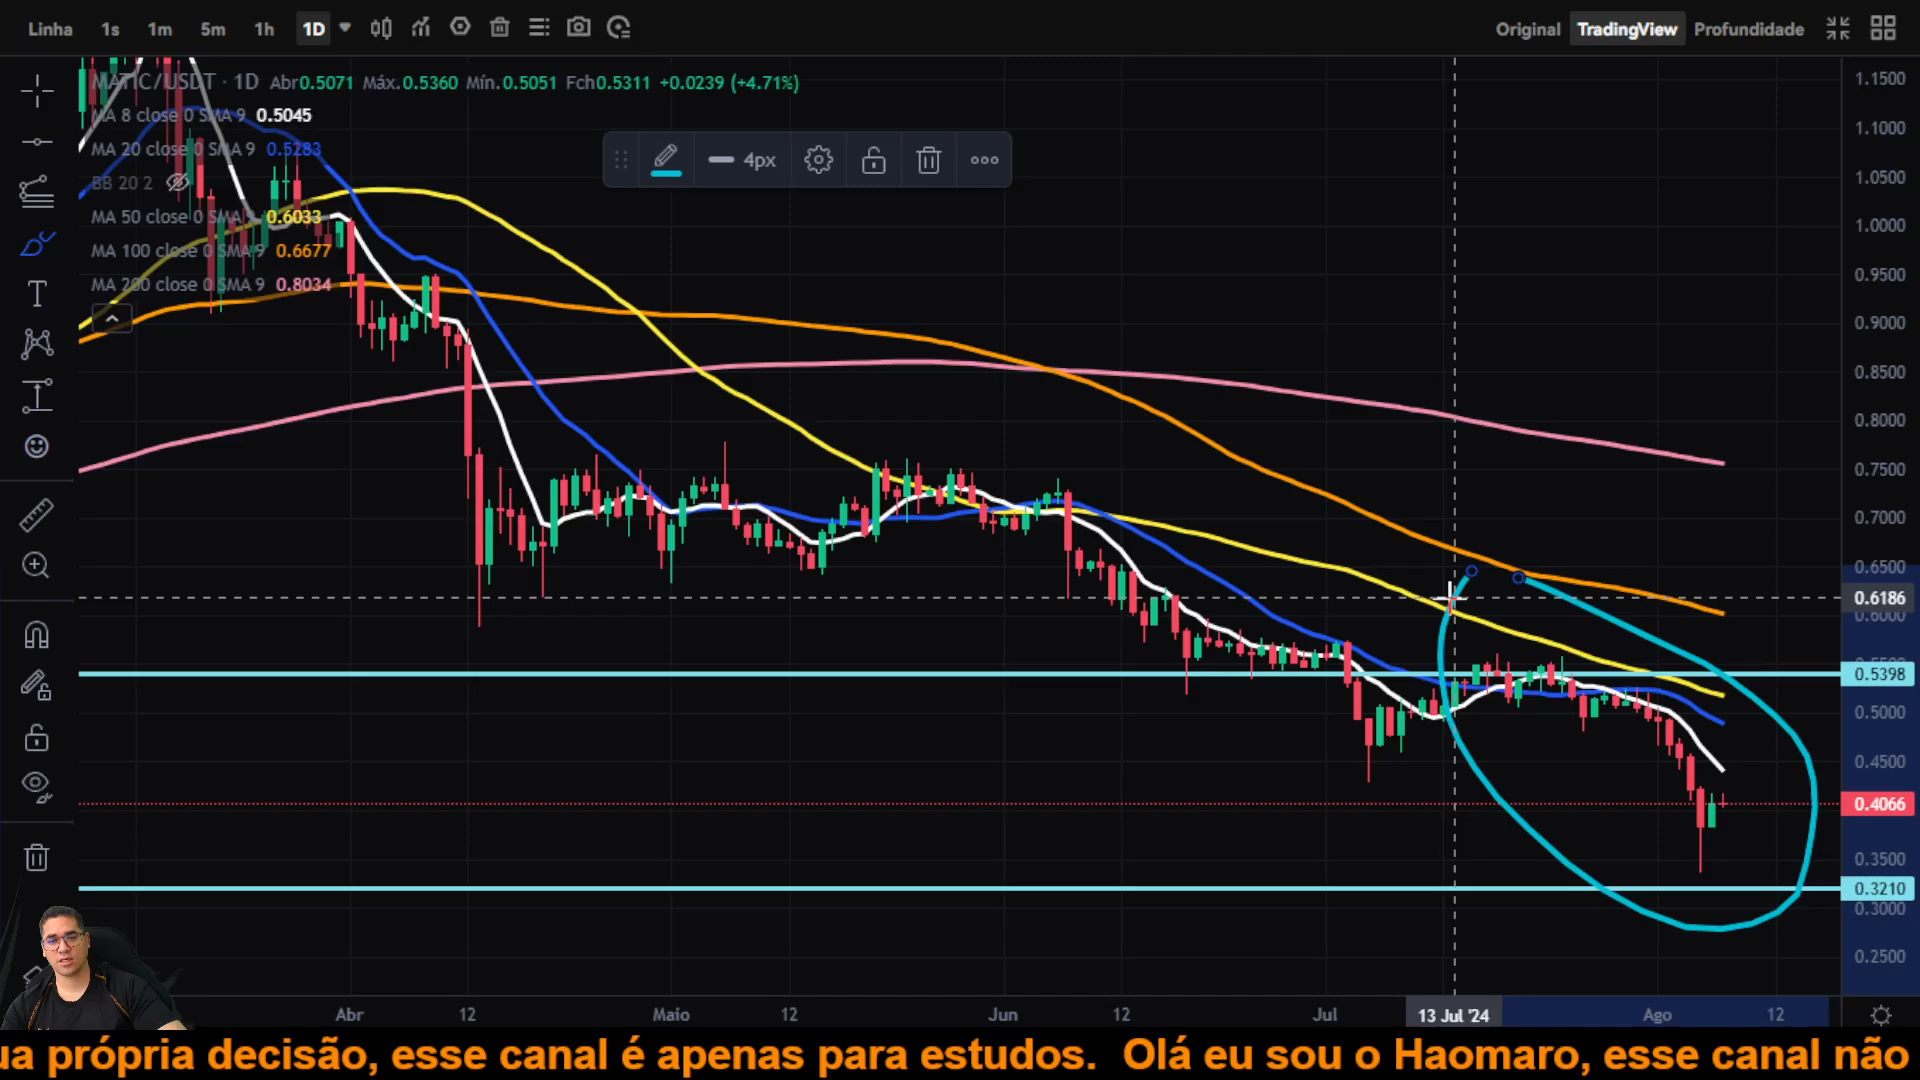 Linha 1s 1m 5m 1h 1D Original TradingView Profundidade
MATIC/USDT · 1D Abr0.5071 Máx.0.5360 Mín.0.5051 Fch0.5311 +0.0239 (+4.71%)
MA 8 close 0 SMA 9 0.5045
MA 20 close 0 SMA 9 0.5283
BB 20 2
MA 50 close 0 SMA 9 0.6033
MA 100 close 0 SMA 9 0.6677
MA 200 close 0 SMA 9 0.8034
4px
1.1500
1.1000
1.0500
1.0000
0.9500
0.9000
0.8500
0.8000
0.7500
0.7000
0.6500
0.6186
0.6000
0.5398
0.5000
0.4500
0.4066
0.3500
0.3210
0.3000
0.2500
Abr 12 Maio 12 Jun 12 Jul 13 Jul '24 Ago 12
ua própria decisão, esse canal é apenas para estudos. Olá eu sou o Haomaro, esse canal não